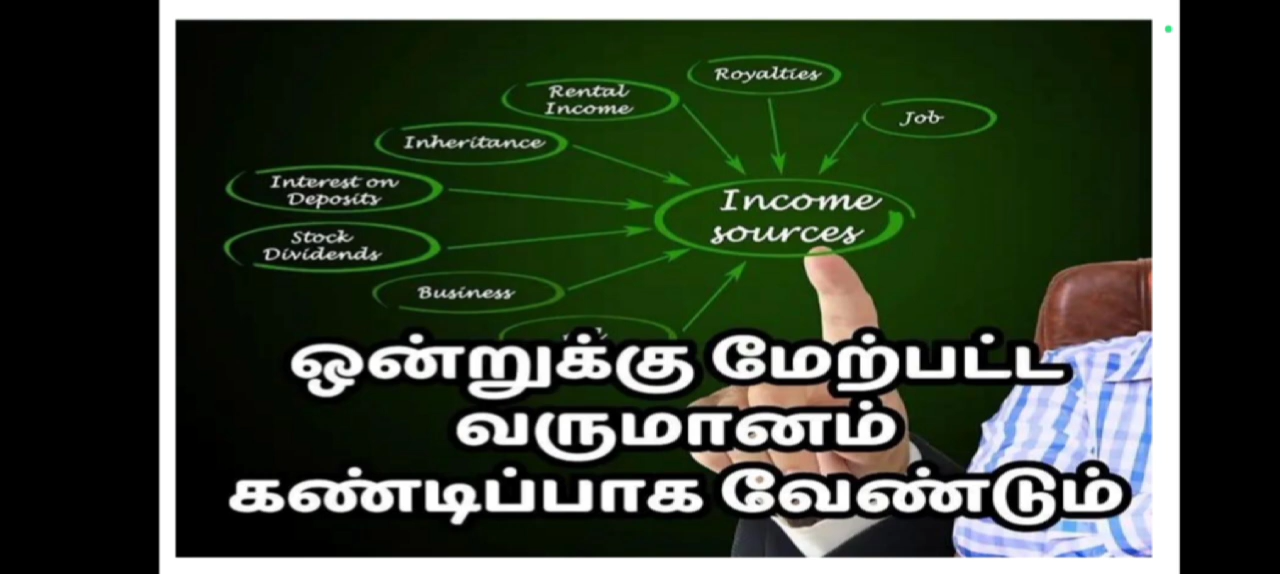 Royalties
Rental
Income
Job
Inheritance
Interest on
Deposits
Income
sources
Stock
Dividends
Business
ஒன்றுக்கு மேற்பட்ட
வருமானம்
கண்டிப்பாக வேண்டும்